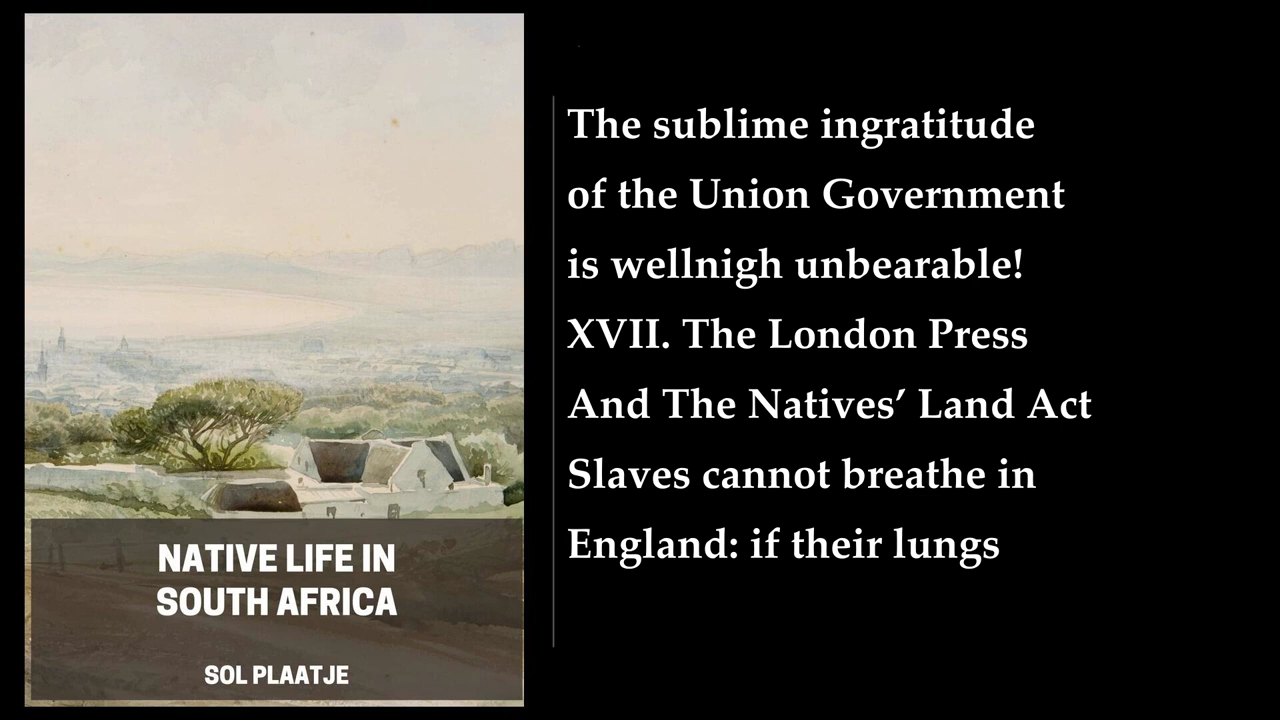 NATIVE LIFE IN
SOUTH AFRICA
SOL PLAATJE
The sublime ingratitude
of the Union Government
is wellnigh unbearable!
XVII. The London Press
And The Natives’ Land Act
Slaves cannot breathe in
England: if their lungs